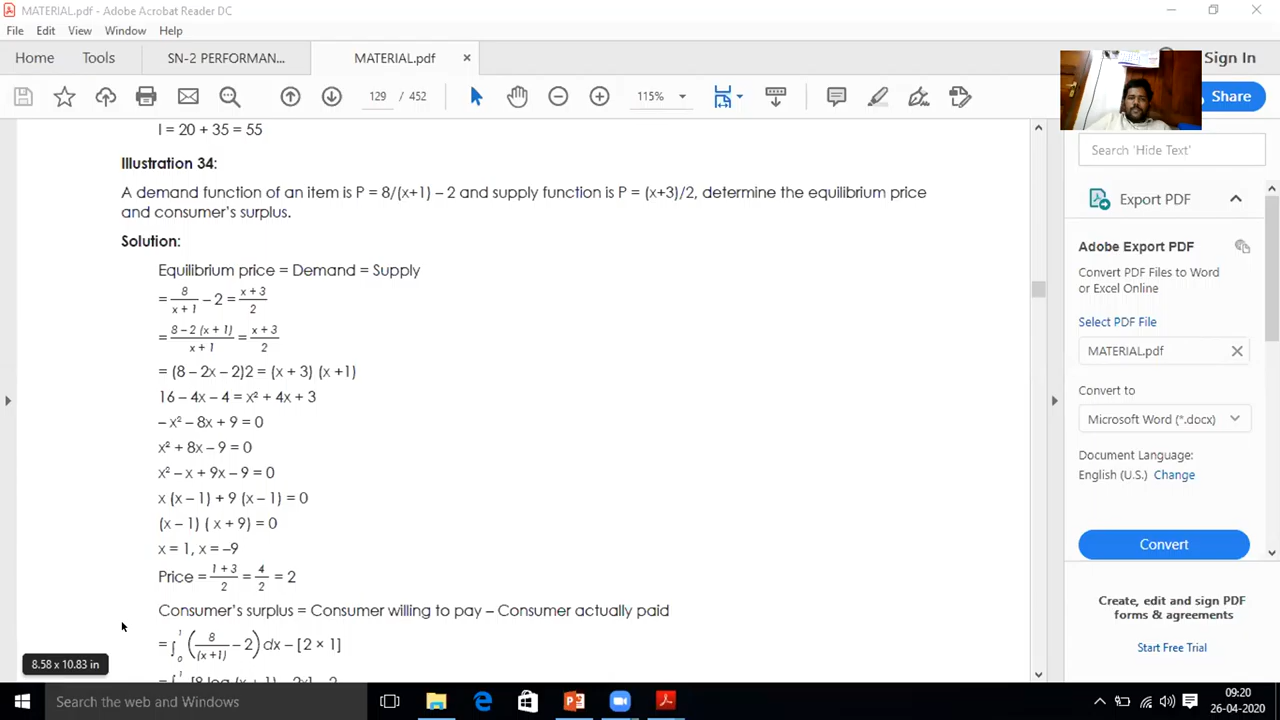 MATERIAL.pdf - Adobe Acrobat Reader DC
File Edit View Window Help
Home Tools SN-2 PERFORMAN... MATERIAL.pdf × Sign In
129 / 452 115% Share
I = 20 + 35 = 55
Illustration 34:
A demand function of an item is P = 8/(x+1) – 2 and supply function is P = (x+3)/2, determine the equilibrium price
and consumer's surplus.
Solution:
Equilibrium price = Demand = Supply
= 8/(x + 1) – 2 = (x + 3)/2
= (8 – 2 (x + 1))/(x + 1) = (x + 3)/2
= (8 – 2x – 2)2 = (x + 3) (x +1)
16 – 4x – 4 = x² + 4x + 3
– x² – 8x + 9 = 0
x² + 8x – 9 = 0
x² – x + 9x – 9 = 0
x (x – 1) + 9 (x – 1) = 0
(x – 1) ( x + 9) = 0
x = 1, x = –9
Price = (1 + 3)/2 = 4/2 = 2
Consumer's surplus = Consumer willing to pay – Consumer actually paid
= ∫₀¹ (8/(x+1) – 2) dx – [2 × 1]
8.58 x 10.83 in
Search 'Hide Text'
Export PDF
Adobe Export PDF
Convert PDF Files to Word
or Excel Online
Select PDF File
MATERIAL.pdf
Convert to
Microsoft Word (*.docx)
Document Language:
English (U.S.) Change
Convert
Create, edit and sign PDF
forms & agreements
Start Free Trial
Search the web and Windows
09:20
26-04-2020